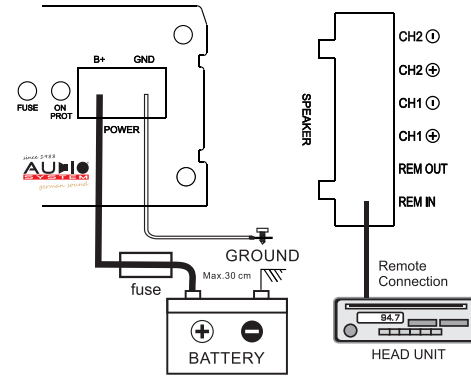 B+ GND
FUSE
ON
PROT
POWER
since 1988
AUDIO
SYSTEM
german sound
GROUND
Max.30 cm
fuse
BATTERY
SPEAKER
CH2 ⊖
CH2 ⊕
CH1 ⊖
CH1 ⊕
REM OUT
REM IN
Remote
Connection
94.7
HEAD UNIT